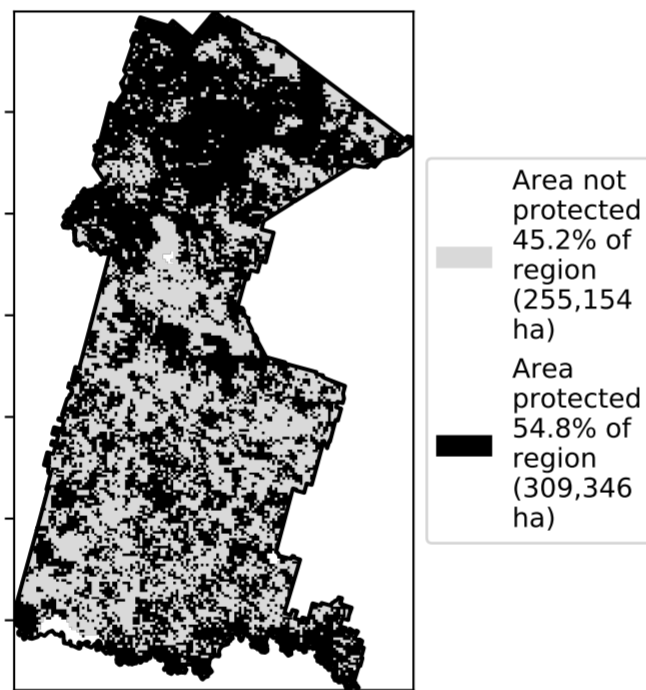 Area not
protected
45.2% of
region
(255,154
ha)
Area
protected
54.8% of
region
(309,346
ha)